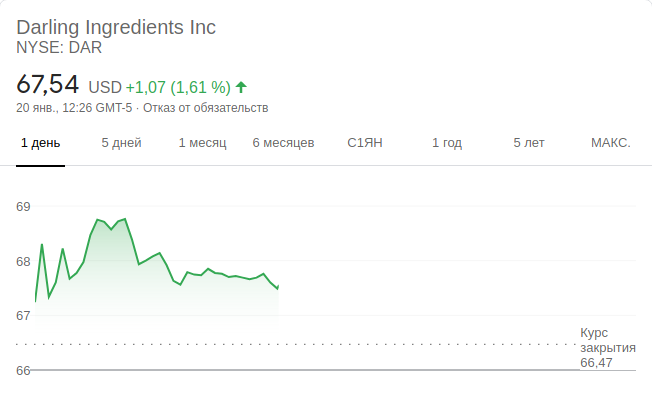 Darling Ingredients Inc
NYSE: DAR
67,54 USD +1,07 (1,61 %)
20 янв., 12:26 GMT-5 · Отказ от обязательств
1 день 5 дней 1 месяц 6 месяцев С1ЯН 1 год 5 лет МАКС.
69
68
67
Курс
закрытия
66,47
66